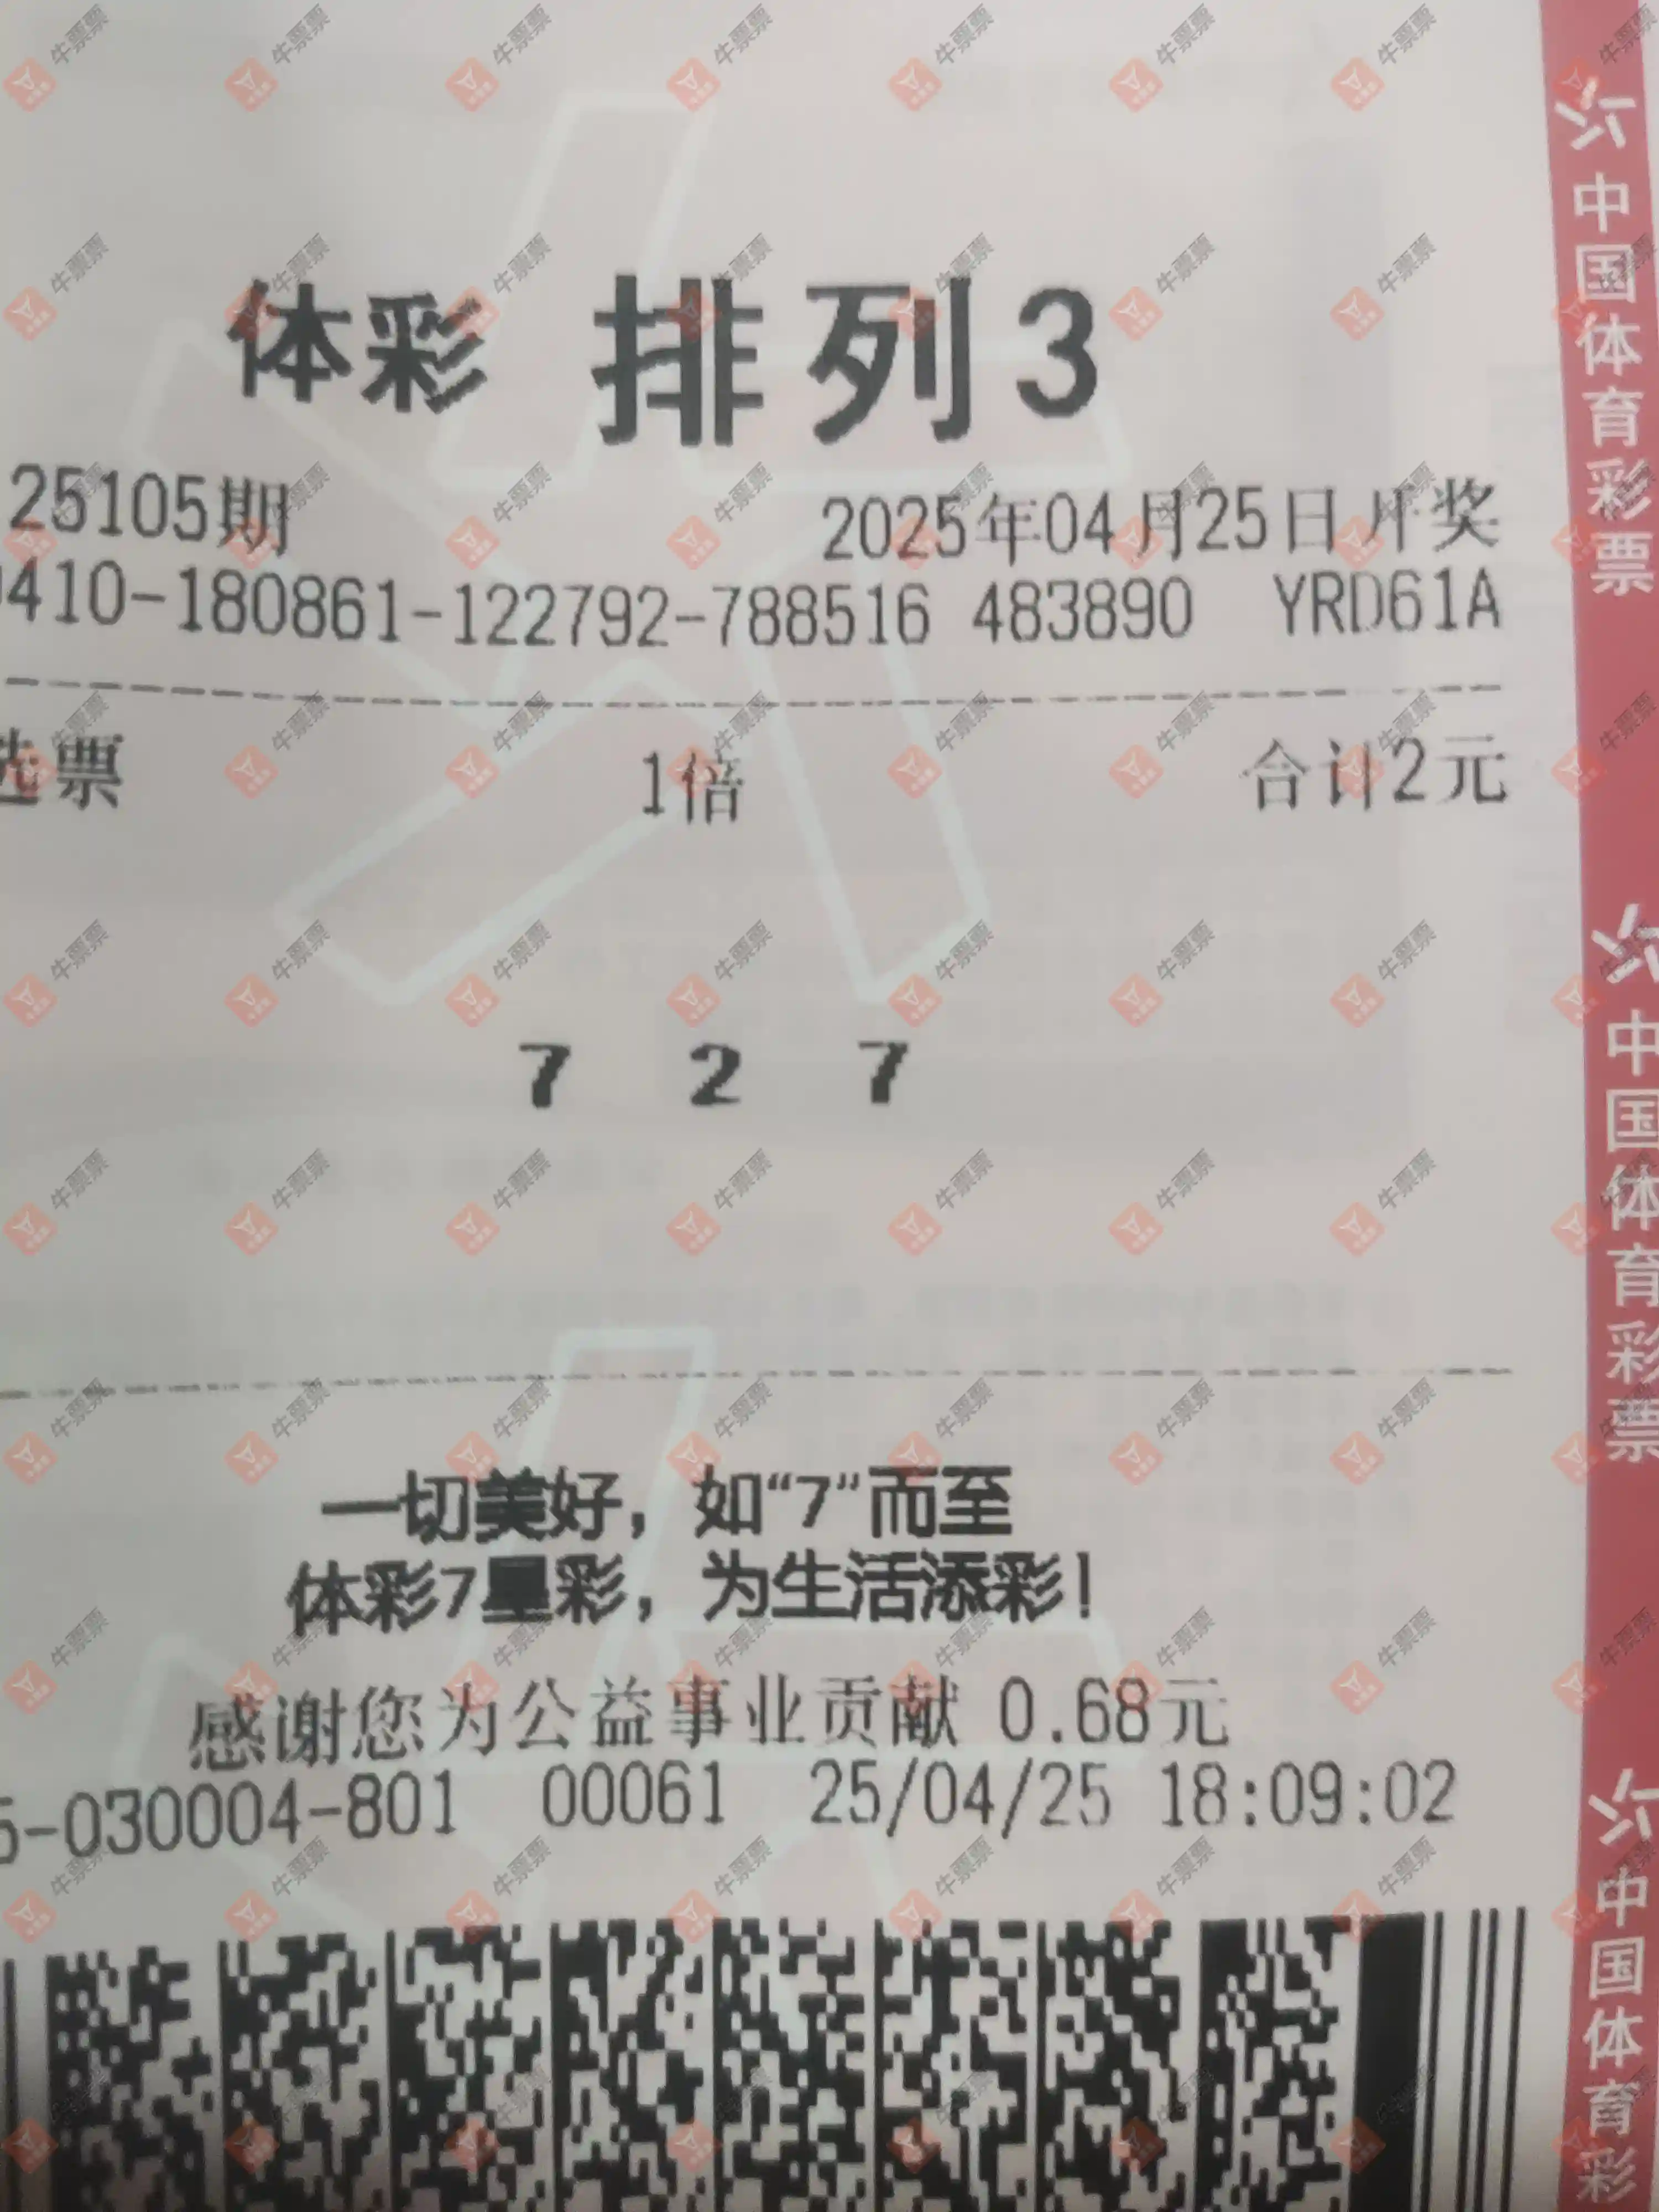 体彩 排列3
25105期 2025年04月25日开奖
410-180861-122792-788516 483890 YRD61A
选票 1倍 合计2元
7 2 7
一切美好，如“7”而至
体彩7星彩，为生活添彩！
感谢您为公益事业贡献 0.68元
5-030004-801 00061 25/04/25 18:09:02
中国体育彩票
中国体育彩票
中国体育彩
牛票票